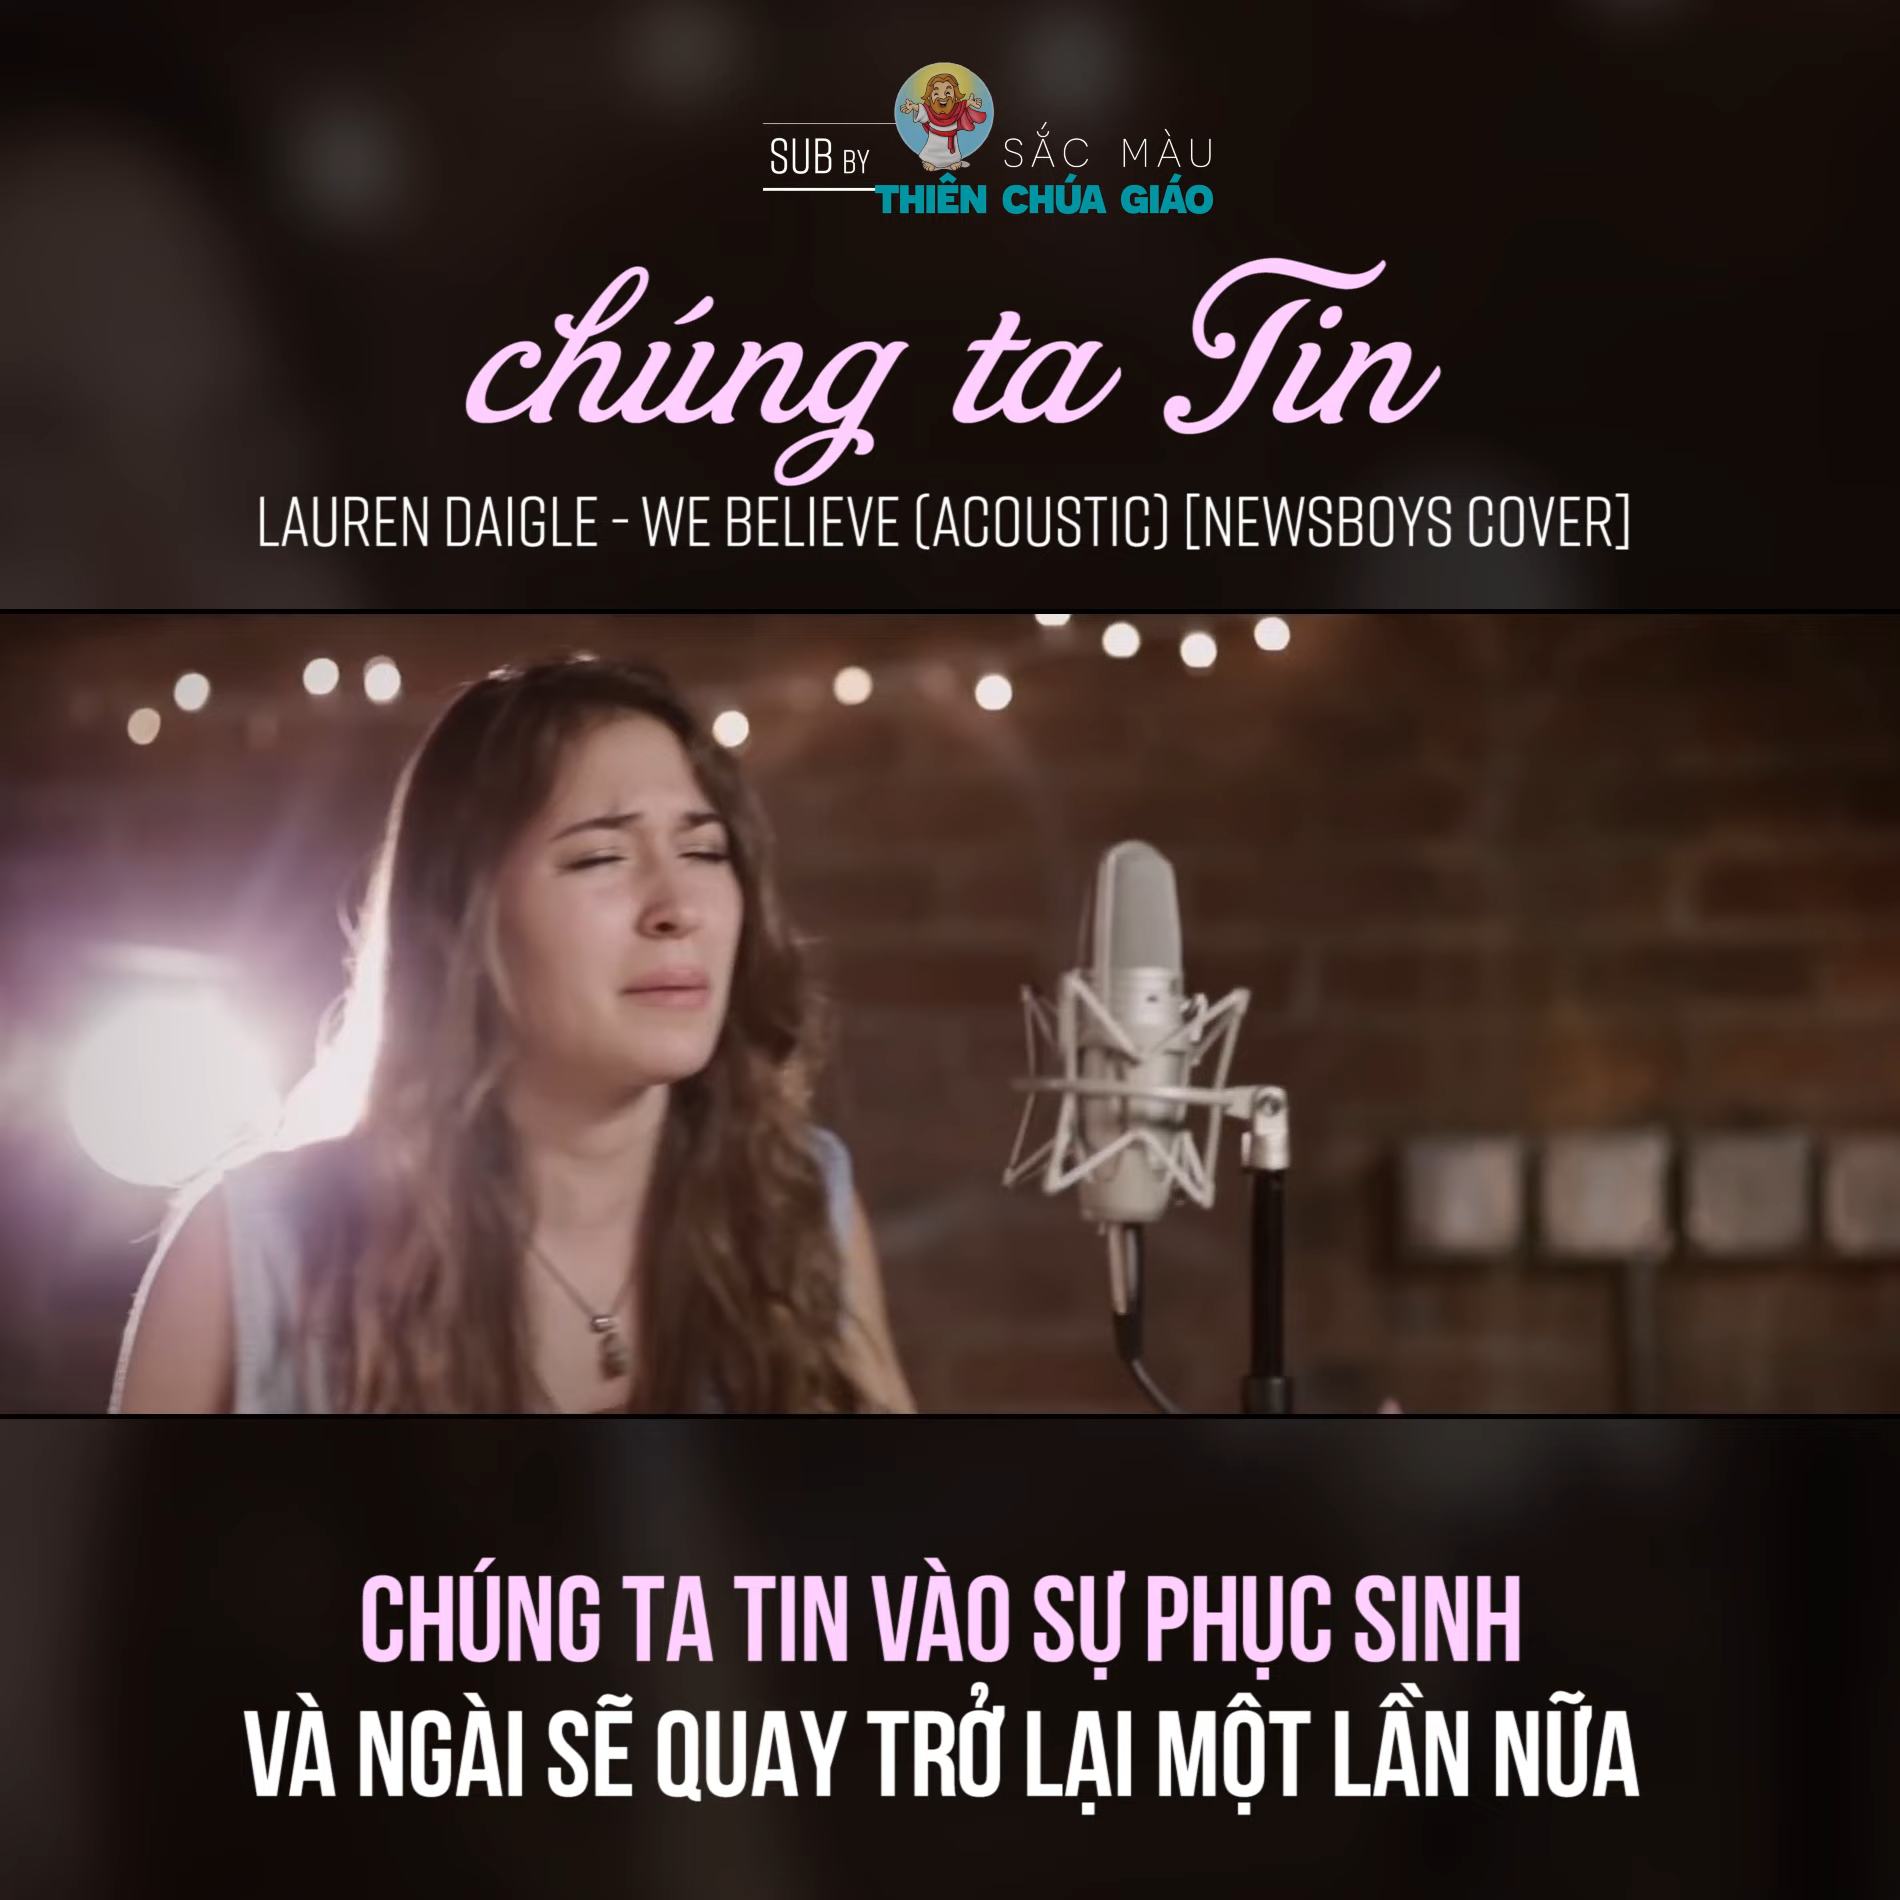 SUB BY
SẮC MÀU
THIÊN CHÚA GIÁO
chúng ta Tin
LAUREN DAIGLE - WE BELIEVE (ACOUSTIC) [NEWSBOYS COVER]
CHÚNG TA TIN VÀO SỰ PHỤC SINH
VÀ NGÀI SẼ QUAY TRỞ LẠI MỘT LẦN NỮA